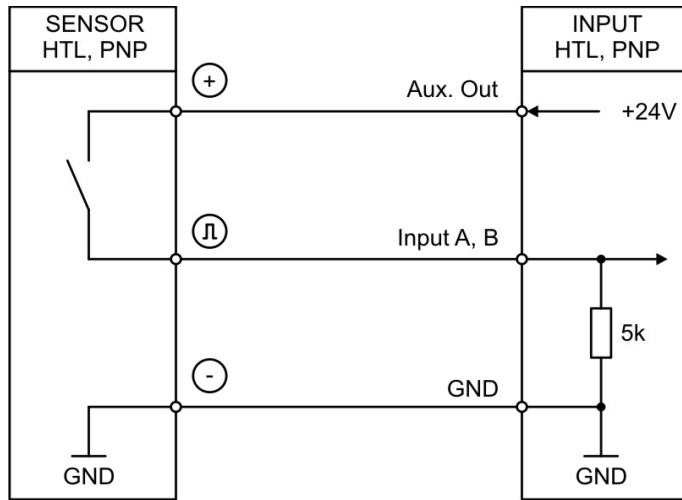 SENSOR
HTL, PNP
INPUT
HTL, PNP
+
Aux. Out
+24V
Input A, B
5k
-
GND
GND
GND